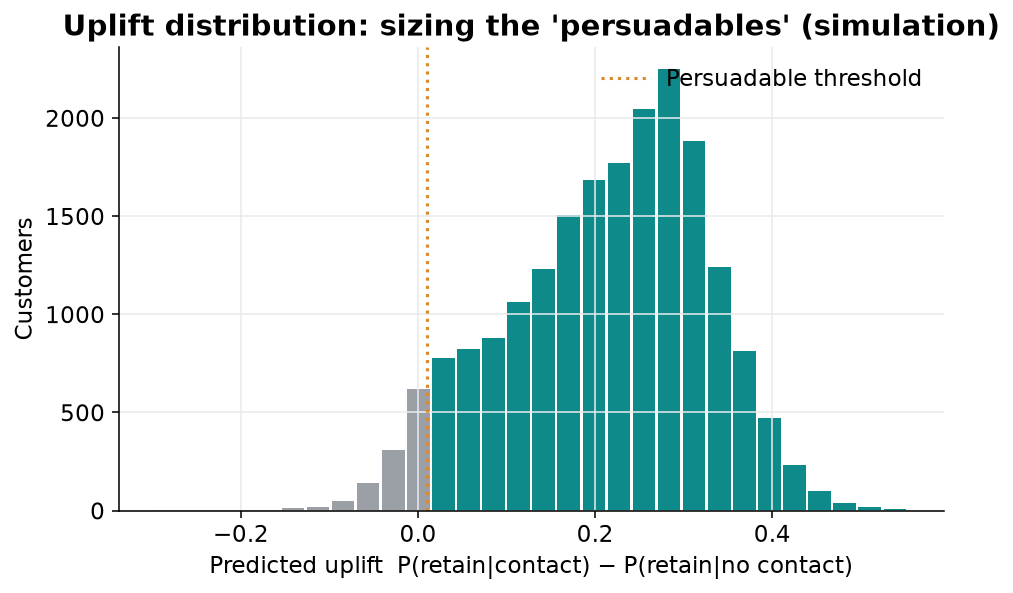 Uplift distribution: sizing the 'persuadables' (simulation)
Persuadable threshold
Customers
2000
1500
1000
500
0
−0.2
0.0
0.2
0.4
Predicted uplift  P(retain|contact) − P(retain|no contact)